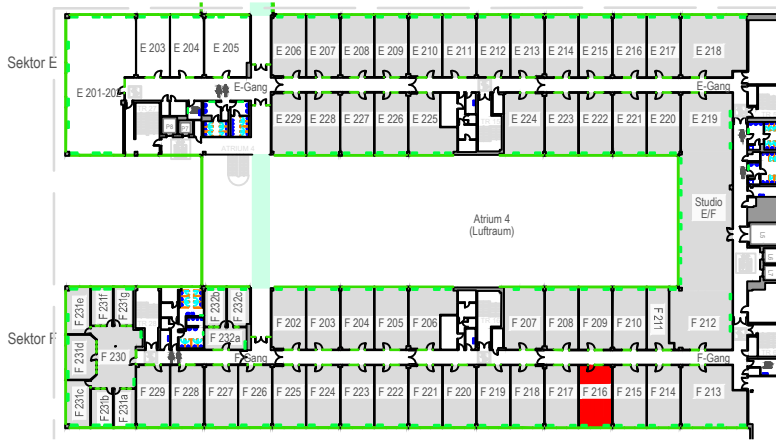 E 203
E 204
E 205
E 206
E 207
E 208
E 209
E 210
E 211
E 212
E 213
E 214
E 215
E 216
E 217
E 218
Sektor E
E 201-202
E-Gang
E-Gang
E 229
E 228
E 227
E 226
E 225
E 224
E 223
E 222
E 221
E 220
E 219
ATRIUM 4
Studio
E/F
Atrium 4
(Luftraum)
F 231e
F 231f
F 231g
F 232b
F 232c
F 202
F 203
F 204
F 205
F 206
F 207
F 208
F 209
F 210
F 211
F 212
Sektor F
F 232a
F 231d
F 230
F-Gang
F-Gang
F 231c
F 231b
F 231a
F 229
F 228
F 227
F 226
F 225
F 224
F 223
F 222
F 221
F 220
F 219
F 218
F 217
F 216
F 215
F 214
F 213